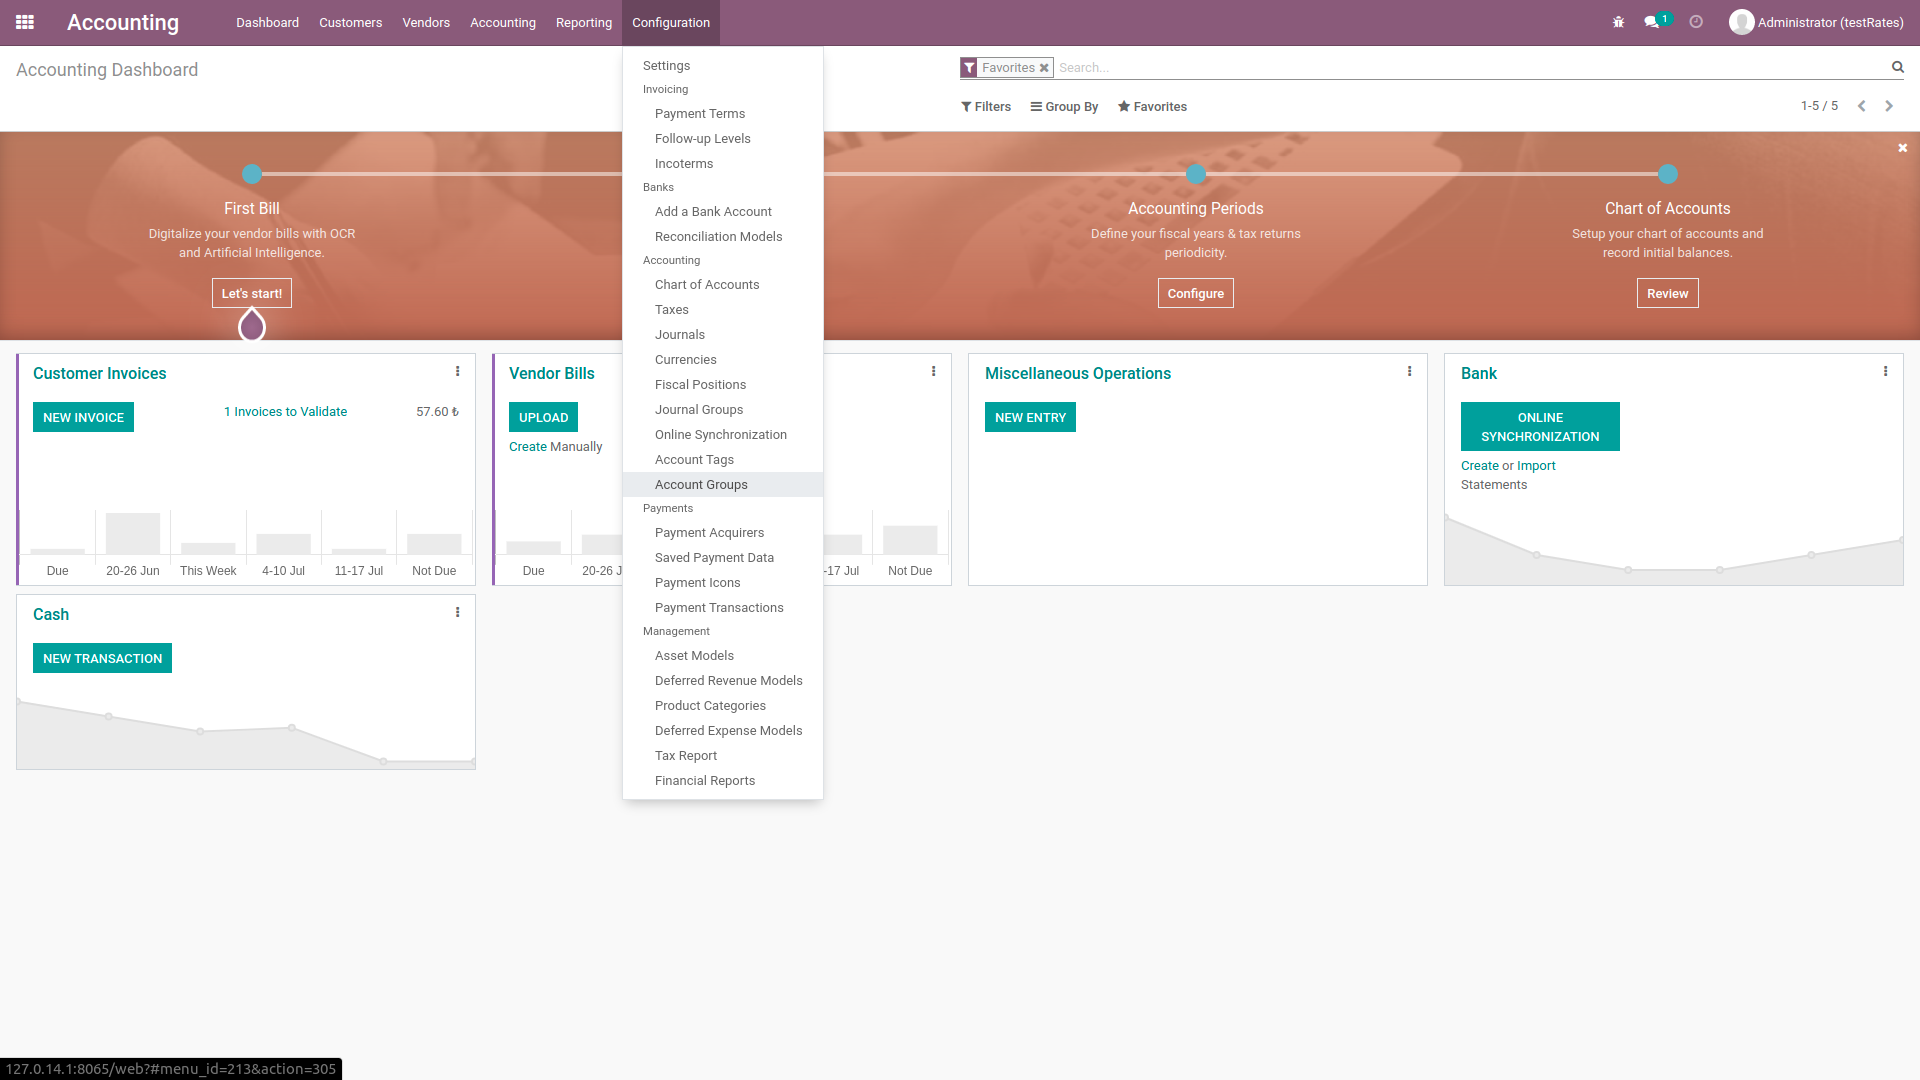 Accounting
Dashboard
Customers
Vendors
Accounting
Reporting
Configuration
1
Administrator (testRates)
Accounting Dashboard
Favorites
Search...
Filters
Group By
Favorites
1-5 / 5
Settings
Invoicing
Payment Terms
Follow-up Levels
Incoterms
Banks
Add a Bank Account
Reconciliation Models
Accounting
Chart of Accounts
Taxes
Journals
Currencies
Fiscal Positions
Journal Groups
Online Synchronization
Account Tags
Account Groups
Payments
Payment Acquirers
Saved Payment Data
Payment Icons
Payment Transactions
Management
Asset Models
Deferred Revenue Models
Product Categories
Deferred Expense Models
Tax Report
Financial Reports
First Bill
Digitalize your vendor bills with OCR
and Artificial Intelligence.
Let's start!
Accounting Periods
Define your fiscal years & tax returns
periodicity.
Configure
Chart of Accounts
Setup your chart of accounts and
record initial balances.
Review
Customer Invoices
NEW INVOICE
1 Invoices to Validate
57.60 ₺
Due
20-26 Jun
This Week
4-10 Jul
11-17 Jul
Not Due
Vendor Bills
UPLOAD
Create Manually
Due
20-26 J
-17 Jul
Not Due
Miscellaneous Operations
NEW ENTRY
Bank
ONLINE
SYNCHRONIZATION
Create or Import
Statements
Cash
NEW TRANSACTION
127.0.14.1:8065/web?#menu_id=213&action=305